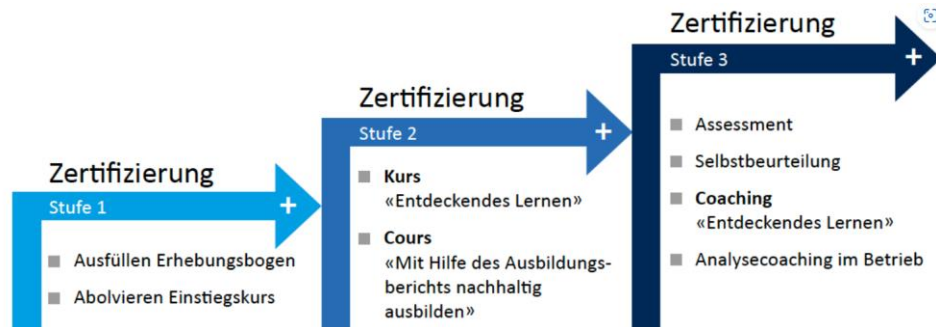 Zertifizierung
Stufe 1
+
■ Ausfüllen Erhebungsbogen
■ Abolvieren Einstiegskurs
Zertifizierung
Stufe 2
+
■ Kurs
«Entdeckendes Lernen»
■ Cours
«Mit Hilfe des Ausbildungs-
berichts nachhaltig
ausbilden»
Zertifizierung
Stufe 3
+
■ Assessment
■ Selbstbeurteilung
■ Coaching
«Entdeckendes Lernen»
■ Analysecoaching im Betrieb